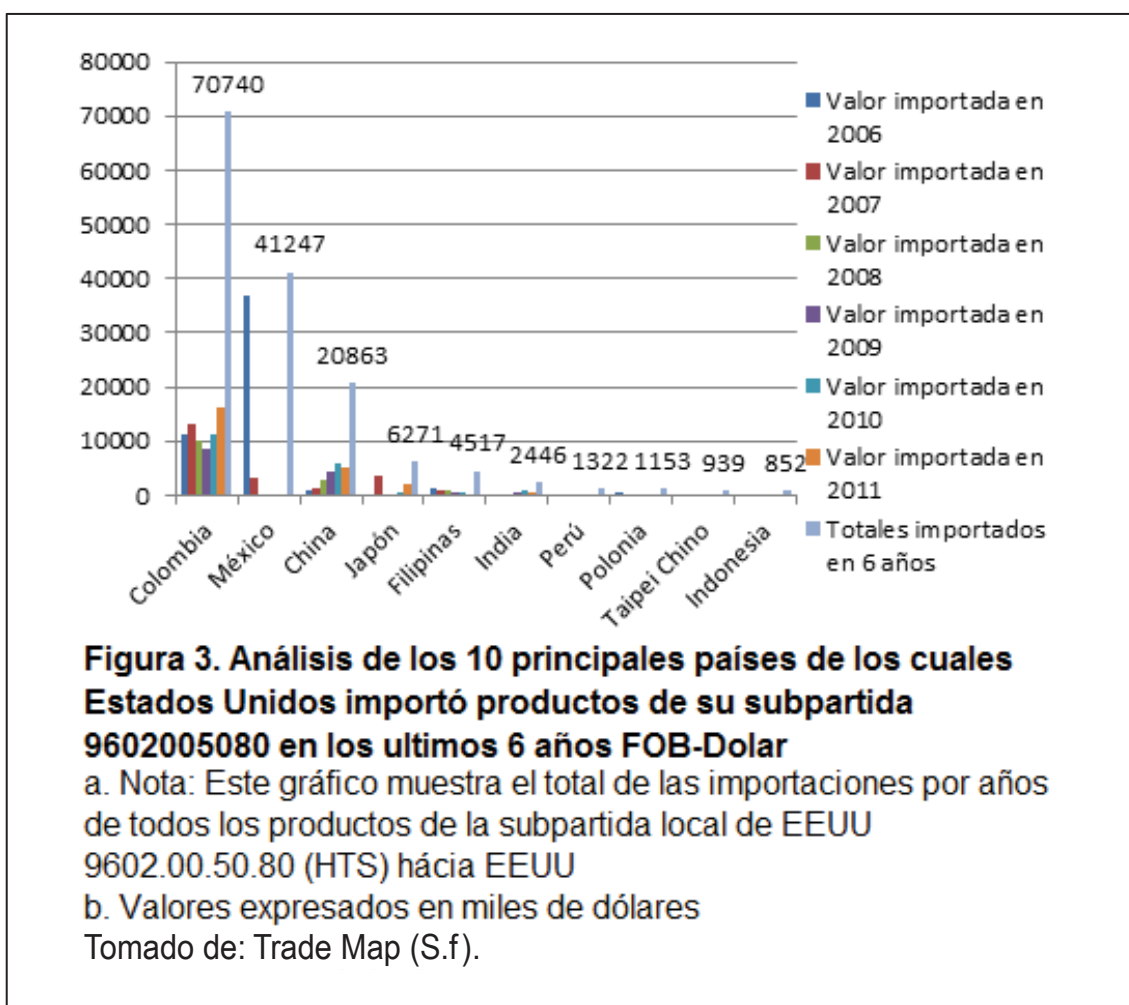 80000
70000
60000
50000
40000
30000
20000
10000
0
70740
41247
20863
6271
4517
2446
1322
1153
939
852
Colombia
México
China
Japón
Filipinas
India
Perú
Polonia
Taipei Chino
Indonesia
Valor importada en
2006
Valor importada en
2007
Valor importada en
2008
Valor importada en
2009
Valor importada en
2010
Valor importada en
2011
Totales importados
en 6 años
Figura 3. Análisis de los 10 principales países de los cuales
Estados Unidos importó productos de su subpartida
9602005080 en los ultimos 6 años FOB-Dolar
a. Nota: Este gráfico muestra el total de las importaciones por años
de todos los productos de la subpartida local de EEUU
9602.00.50.80 (HTS) hácia EEUU
b. Valores expresados en miles de dólares
Tomado de: Trade Map (S.f).